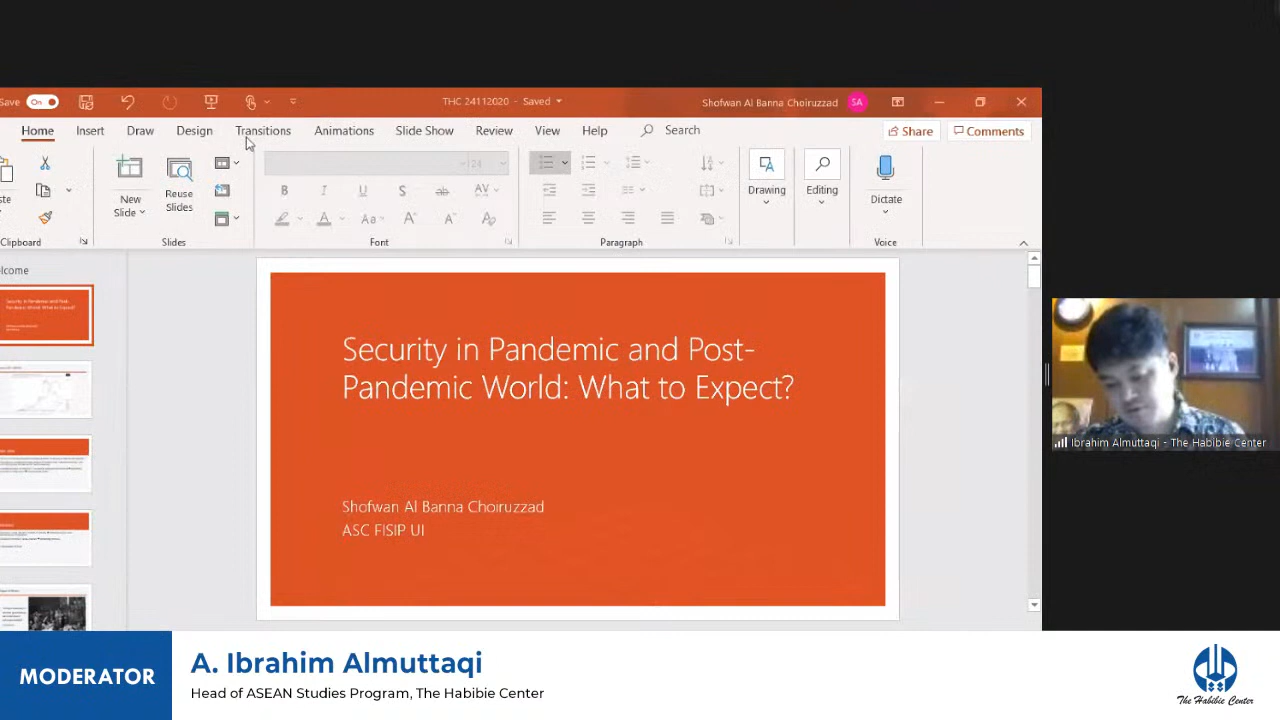 Save On THC 24112020 - Saved Shofwan Al Banna Choiruzzad SA
Home Insert Draw Design Transitions Animations Slide Show Review View Help Search Share Comments
24
New Slide
Reuse Slides
Drawing
Editing
Dictate
Clipboard Slides Font Paragraph Voice
Security in Pandemic and Post-
Pandemic World: What to Expect?
Shofwan Al Banna Choiruzzad
ASC FISIP UI
Ibrahim Almuttaqi - The Habibie Center
MODERATOR
A. Ibrahim Almuttaqi
Head of ASEAN Studies Program, The Habibie Center
The Habibie Center